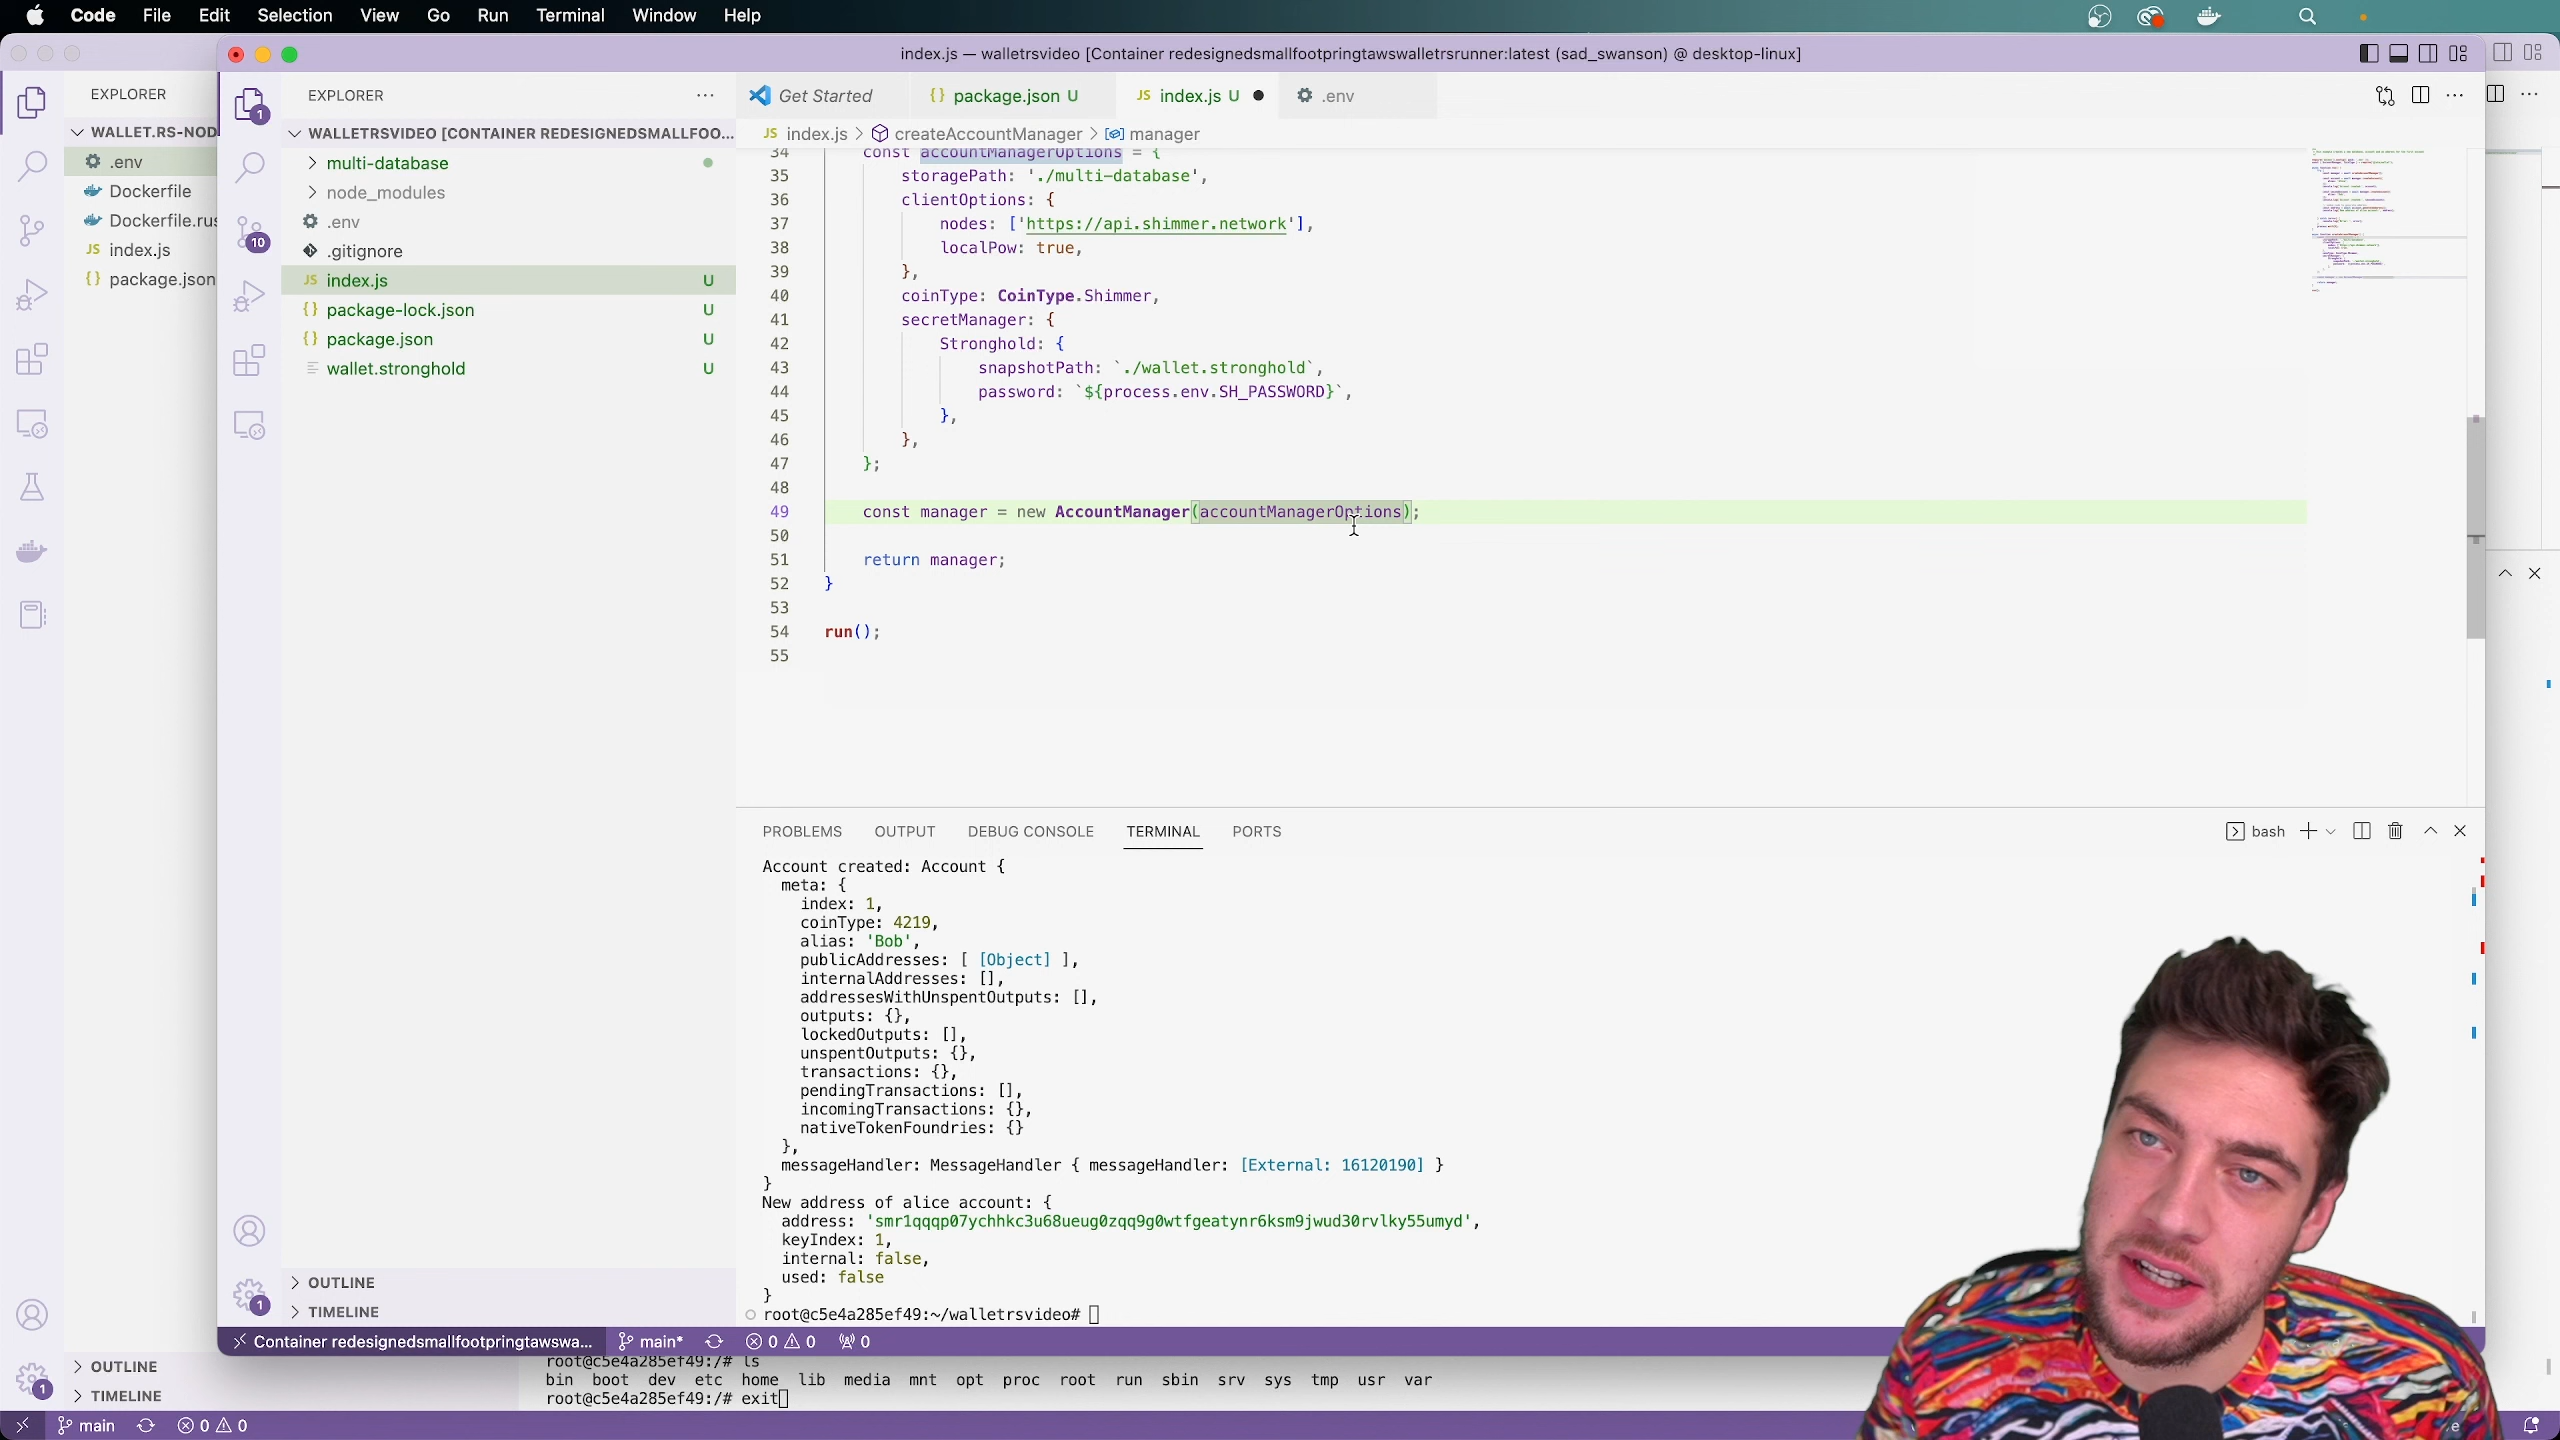 Code File Edit Selection View Go Run Terminal Window Help
index.js — walletrsvideo [Container redesignedsmallfootpringtawswalletrsrunner:latest (sad_swanson) @ desktop-linux]
EXPLORER
WALLET.RS-NOD
.env
Dockerfile
Dockerfile.rus
index.js
package.json
OUTLINE
TIMELINE
1
EXPLORER
WALLETRSVIDEO [CONTAINER REDESIGNEDSMALLFOO...
multi-database
node_modules
.env
.gitignore
index.js U
package-lock.json U
package.json U
wallet.stronghold U
OUTLINE
TIMELINE
1
10
1
Get Started
package.json U
index.js U
.env
index.js > createAccountManager > manager
34 const accountManagerOptions = {
35 storagePath: './multi-database',
36 clientOptions: {
37 nodes: ['https://api.shimmer.network'],
38 localPow: true,
39 },
40 coinType: CoinType.Shimmer,
41 secretManager: {
42 Stronghold: {
43 snapshotPath: `./wallet.stronghold`,
44 password: `${process.env.SH_PASSWORD}`,
45 },
46 },
47 };
48
49 const manager = new AccountManager(accountManagerOptions);
50
51 return manager;
52 }
53
54 run();
55
PROBLEMS OUTPUT DEBUG CONSOLE TERMINAL PORTS
bash
Account created: Account {
meta: {
index: 1,
coinType: 4219,
alias: 'Bob',
publicAddresses: [ [Object] ],
internalAddresses: [],
addressesWithUnspentOutputs: [],
outputs: {},
lockedOutputs: [],
unspentOutputs: {},
transactions: {},
pendingTransactions: [],
incomingTransactions: {},
nativeTokenFoundries: {}
},
messageHandler: MessageHandler { messageHandler: [External: 16120190] }
}
New address of alice account: {
address: 'smr1qqqp07ychhkc3u68ueug0zqq9g0wtfgeatynr6ksm9jwud30rvlky55umyd',
keyIndex: 1,
internal: false,
used: false
}
root@c5e4a285ef49:~/walletrsvideo#
Container redesignedsmallfootpringtawswa... main* 0 0 0
root@c5e4a285ef49:/# ls
bin boot dev etc home lib media mnt opt proc root run sbin srv sys tmp usr var
root@c5e4a285ef49:/# exit
main 0 0